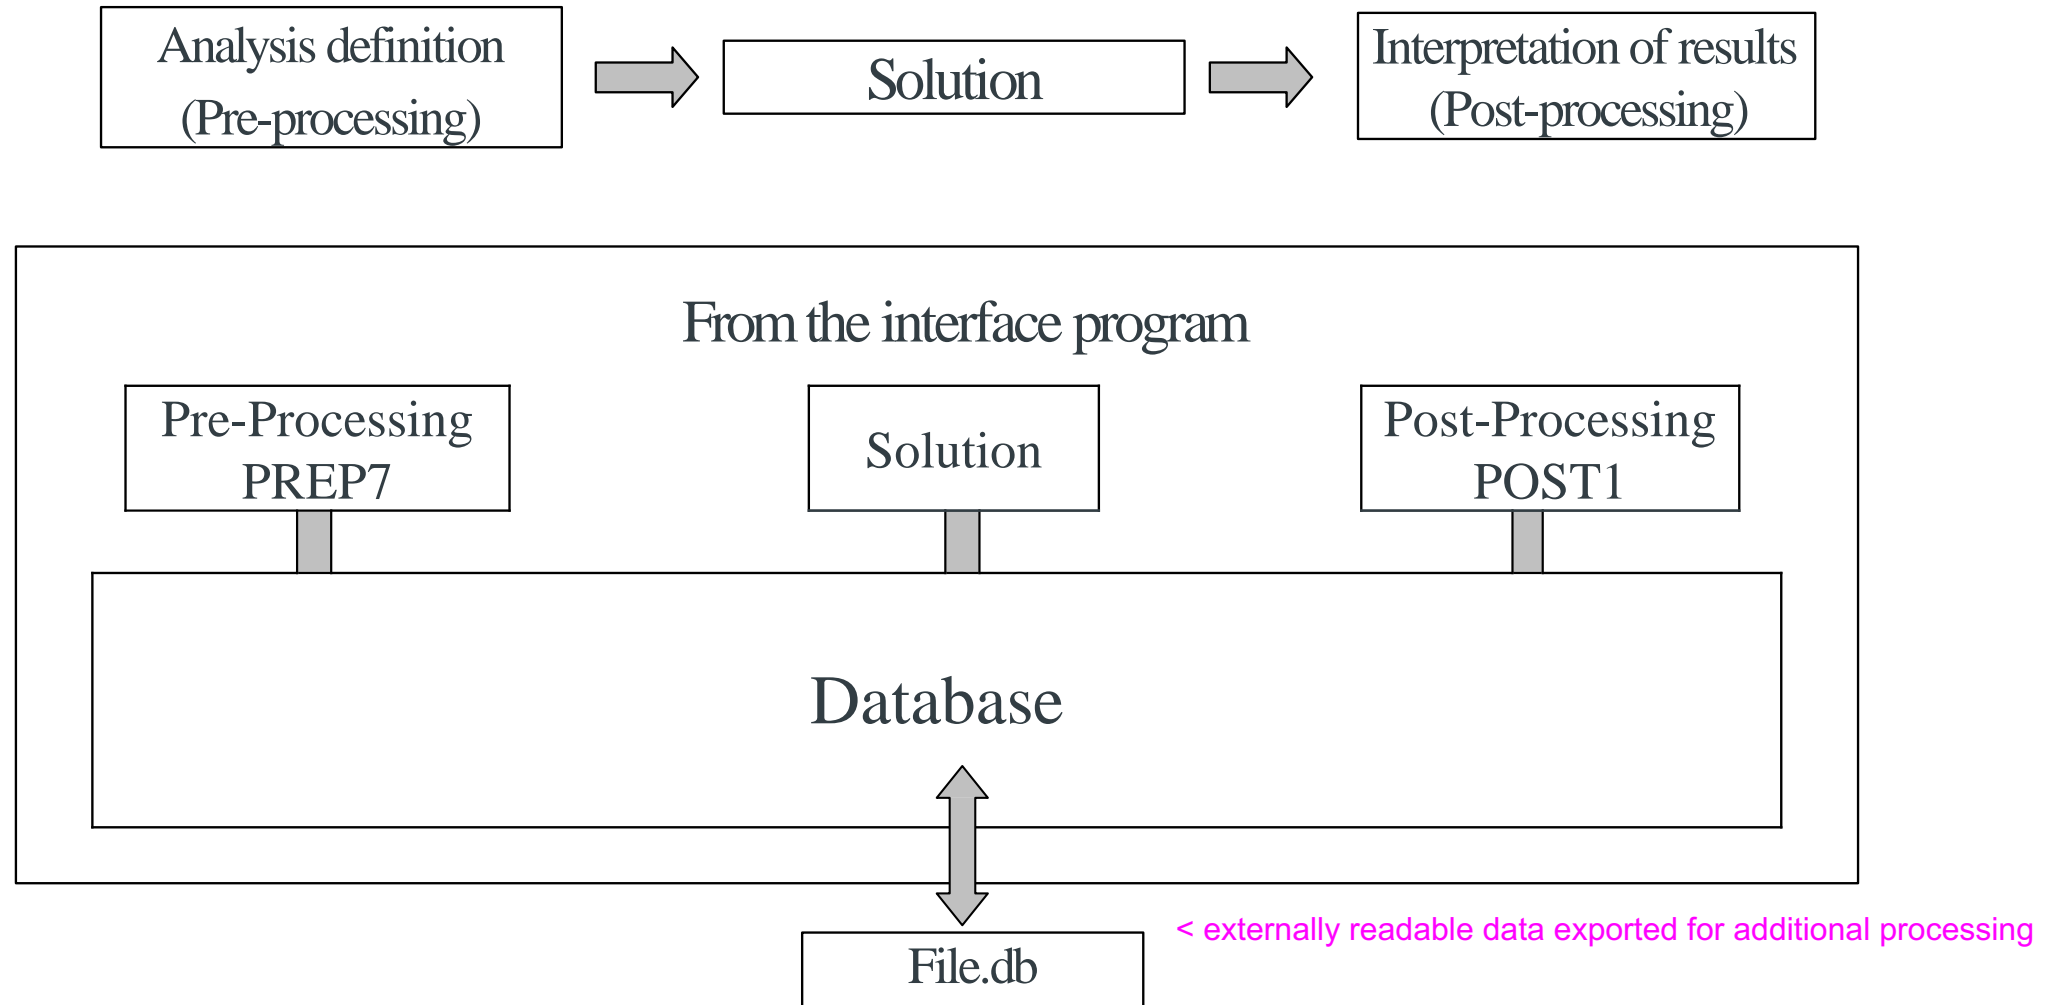 Analysis definition
(Pre-processing)
Solution
Interpretation of results
(Post-processing)
From the interface program
Pre-Processing
PREP7
Solution
Post-Processing
POST1
Database
< externally readable data exported for additional processing
File.db